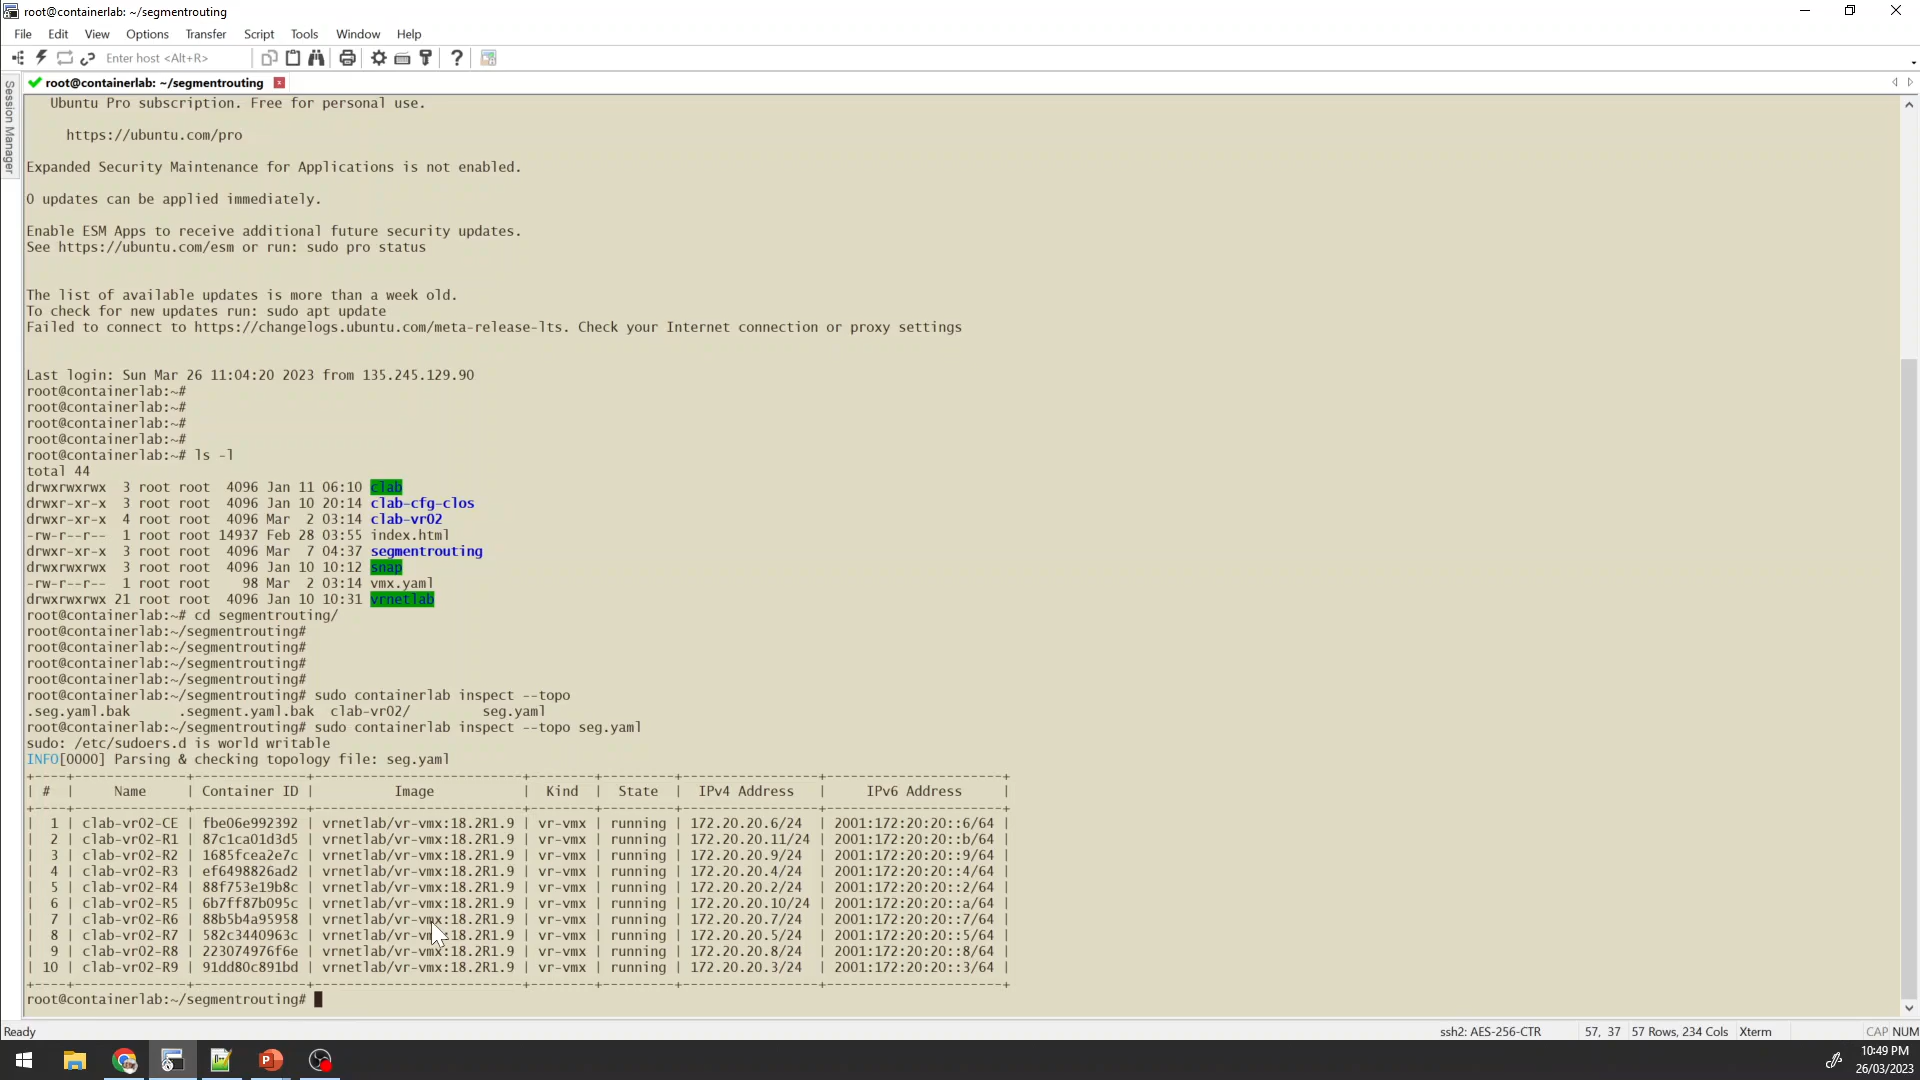 root@containerlab: ~/segmentrouting
File Edit View Options Transfer Script Tools Window Help
Enter host <Alt+R>
root@containerlab: ~/segmentrouting
Session Manager
Ubuntu Pro subscription. Free for personal use.
https://ubuntu.com/pro
Expanded Security Maintenance for Applications is not enabled.
0 updates can be applied immediately.
Enable ESM Apps to receive additional future security updates.
See https://ubuntu.com/esm or run: sudo pro status
The list of available updates is more than a week old.
To check for new updates run: sudo apt update
Failed to connect to https://changelogs.ubuntu.com/meta-release-lts. Check your Internet connection or proxy settings
Last login: Sun Mar 26 11:04:20 2023 from 135.245.129.90
root@containerlab:~#
root@containerlab:~#
root@containerlab:~#
root@containerlab:~#
root@containerlab:~# ls -l
total 44
drwxrwxrwx  3 root root  4096 Jan 11 06:10 clab
drwxr-xr-x  3 root root  4096 Jan 10 20:14 clab-cfg-clos
drwxr-xr-x  4 root root  4096 Mar  2 03:14 clab-vr02
-rw-r--r--  1 root root 14937 Feb 28 03:55 index.html
drwxr-xr-x  3 root root  4096 Mar  7 04:37 segmentrouting
drwxrwxrwx  3 root root  4096 Jan 10 10:12 snap
-rw-r--r--  1 root root    98 Mar  2 03:14 vmx.yaml
drwxrwxrwx 21 root root  4096 Jan 10 10:31 vrnetlab
root@containerlab:~# cd segmentrouting/
root@containerlab:~/segmentrouting#
root@containerlab:~/segmentrouting#
root@containerlab:~/segmentrouting#
root@containerlab:~/segmentrouting#
root@containerlab:~/segmentrouting# sudo containerlab inspect --topo
.seg.yaml.bak      .segment.yaml.bak  clab-vr02/         seg.yaml
root@containerlab:~/segmentrouting# sudo containerlab inspect --topo seg.yaml
sudo: /etc/sudoers.d is world writable
INFO[0000] Parsing & checking topology file: seg.yaml
| # | Name | Container ID | Image | Kind | State | IPv4 Address | IPv6 Address |
| 1 | clab-vr02-CE | fbe06e992392 | vrnetlab/vr-vmx:18.2R1.9 | vr-vmx | running | 172.20.20.6/24 | 2001:172:20:20::6/64 |
| 2 | clab-vr02-R1 | 87c1ca01d3d5 | vrnetlab/vr-vmx:18.2R1.9 | vr-vmx | running | 172.20.20.11/24 | 2001:172:20:20::b/64 |
| 3 | clab-vr02-R2 | 1685fcea2e7c | vrnetlab/vr-vmx:18.2R1.9 | vr-vmx | running | 172.20.20.9/24 | 2001:172:20:20::9/64 |
| 4 | clab-vr02-R3 | ef6498826ad2 | vrnetlab/vr-vmx:18.2R1.9 | vr-vmx | running | 172.20.20.4/24 | 2001:172:20:20::4/64 |
| 5 | clab-vr02-R4 | 88f753e19b8c | vrnetlab/vr-vmx:18.2R1.9 | vr-vmx | running | 172.20.20.2/24 | 2001:172:20:20::2/64 |
| 6 | clab-vr02-R5 | 6b7ff87b095c | vrnetlab/vr-vmx:18.2R1.9 | vr-vmx | running | 172.20.20.10/24 | 2001:172:20:20::a/64 |
| 7 | clab-vr02-R6 | 88b5b4a95958 | vrnetlab/vr-vmx:18.2R1.9 | vr-vmx | running | 172.20.20.7/24 | 2001:172:20:20::7/64 |
| 8 | clab-vr02-R7 | 582c3440963c | vrnetlab/vr-vmx:18.2R1.9 | vr-vmx | running | 172.20.20.5/24 | 2001:172:20:20::5/64 |
| 9 | clab-vr02-R8 | 223074976f6e | vrnetlab/vr-vmx:18.2R1.9 | vr-vmx | running | 172.20.20.8/24 | 2001:172:20:20::8/64 |
| 10 | clab-vr02-R9 | 91dd80c891bd | vrnetlab/vr-vmx:18.2R1.9 | vr-vmx | running | 172.20.20.3/24 | 2001:172:20:20::3/64 |
root@containerlab:~/segmentrouting#
Ready ssh2: AES-256-CTR 57, 37 57 Rows, 234 Cols Xterm CAP NUM
10:49 PM
26/03/2023